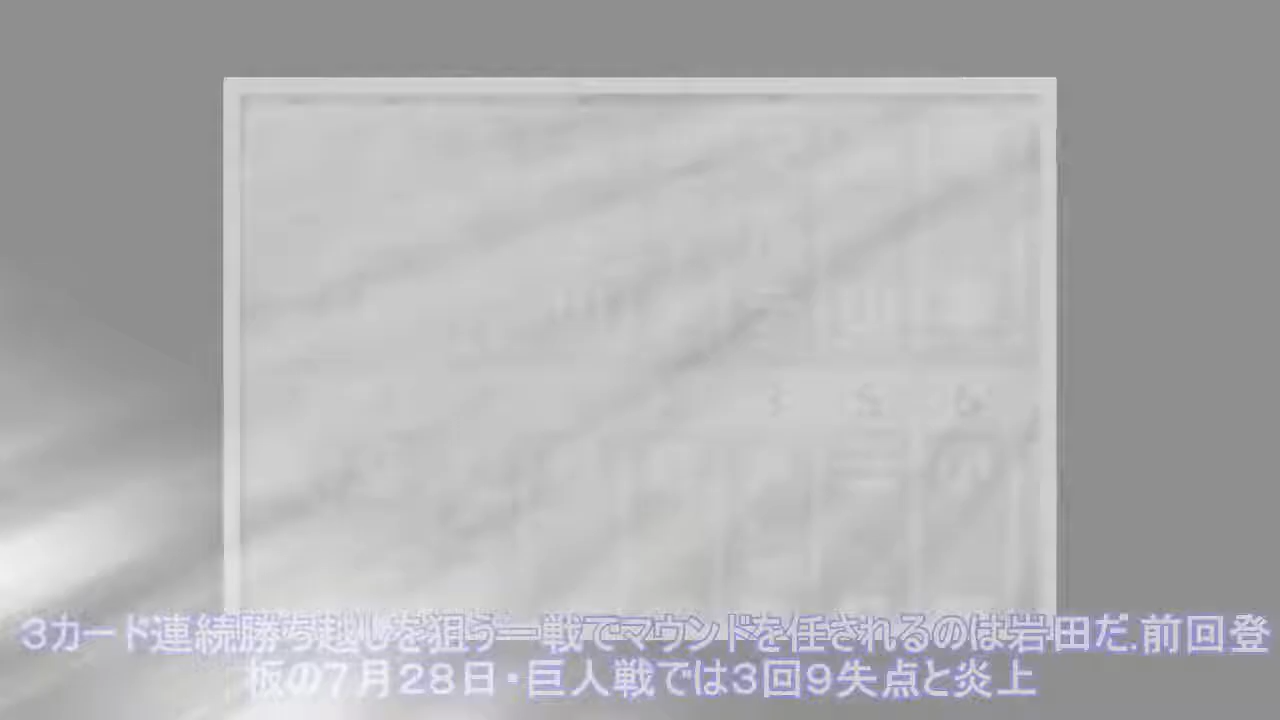 3カード連続勝ち越しを狙う一戦でマウンドを任されるのは岩田だ.前回登
板の7月28日・巨人戦では3回9失点と炎上